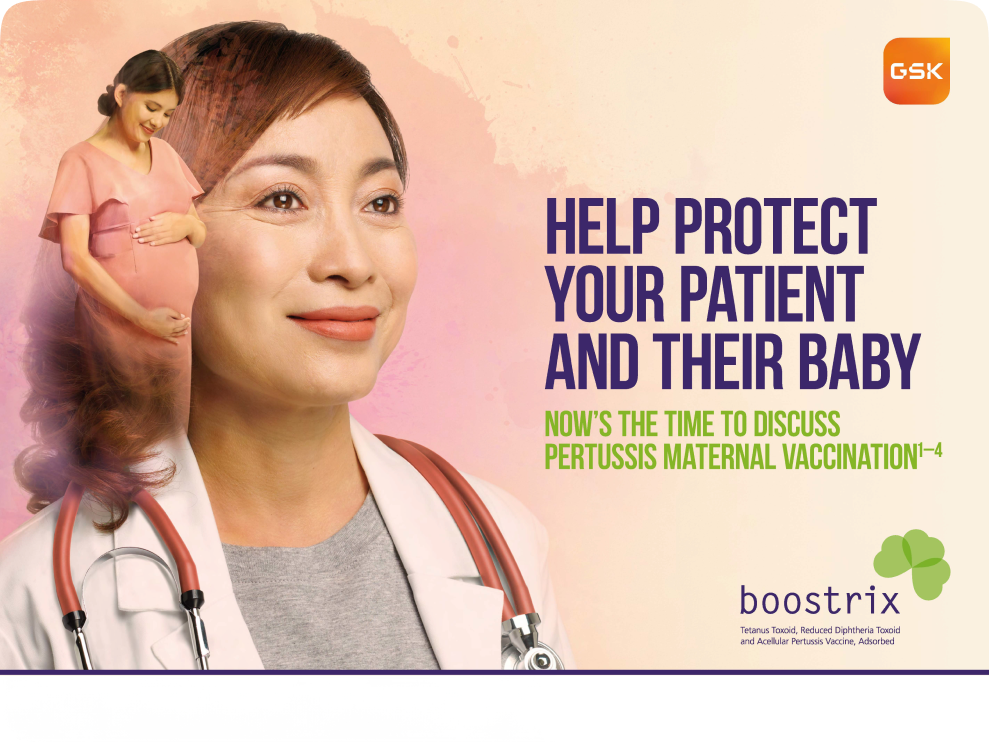 GSK
HELP PROTECT
YOUR PATIENT
AND THEIR BABY
NOW'S THE TIME TO DISCUSS
PERTUSSIS MATERNAL VACCINATION1–4
boostrix
Tetanus Toxoid, Reduced Diphtheria Toxoid
and Acellular Pertussis Vaccine, Adsorbed